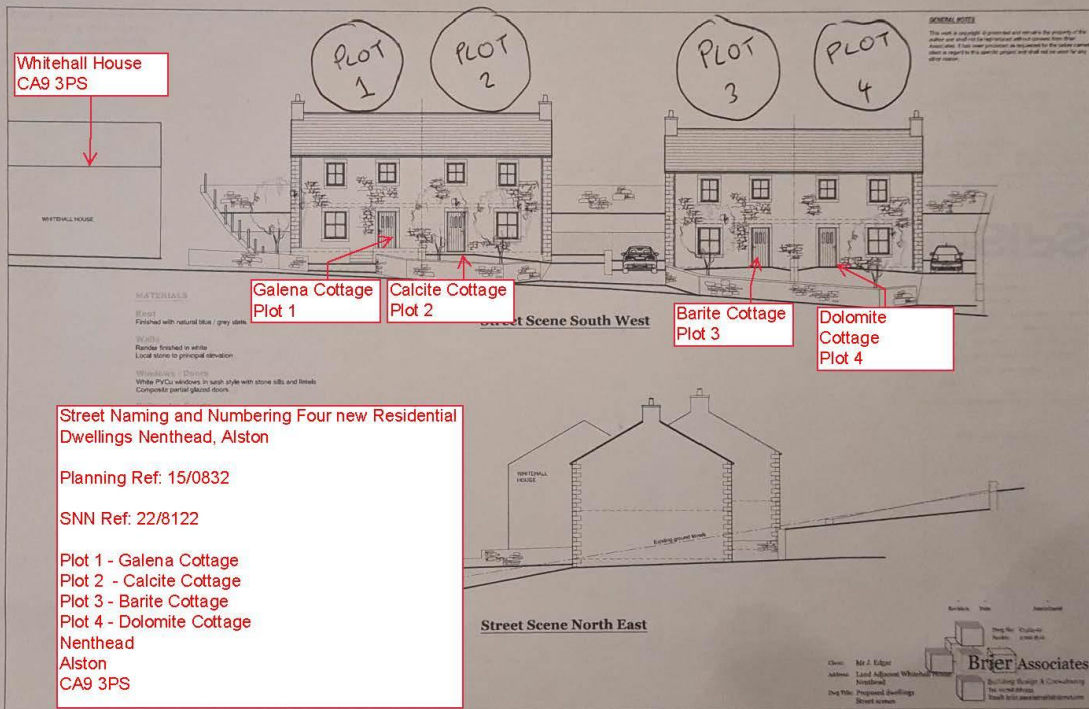 GENERAL NOTES
Whitehall House
CA9 3PS
PLOT
1
PLOT
2
PLOT
3
PLOT
4
WHITEHALL HOUSE
Galena Cottage
Plot 1
Calcite Cottage
Plot 2
Barite Cottage
Plot 3
Dolomite
Cottage
Plot 4
Street Scene South West
MATERIALS
Roof
Finished with natural blue / grey slate
Walls
Render finished in white
Local stone to principal elevation
Windows / Doors
White PVCu windows in sash style with stone sills and lintels
Composite partial glazed doors
Street Naming and Numbering Four new Residential
Dwellings Nenthead, Alston
Planning Ref: 15/0832
SNN Ref: 22/8122
Plot 1 - Galena Cottage
Plot 2 - Calcite Cottage
Plot 3 - Barite Cottage
Plot 4 - Dolomite Cottage
Nenthead
Alston
CA9 3PS
WHITEHALL
HOUSE
Existing ground levels
Street Scene North East
Client: Mr J. Edgar
Address: Land Adjacent Whitehall House
Nenthead
Dwg Title: Proposed dwellings
Street scenes
Brier Associates
Building Design & Consultancy